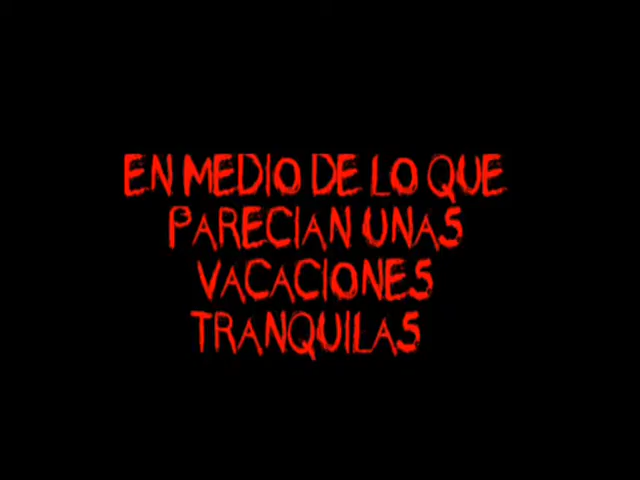 EN MEDIO DE LO QUE
PARECIAN UNAS
VACACIONES
TRANQUILAS